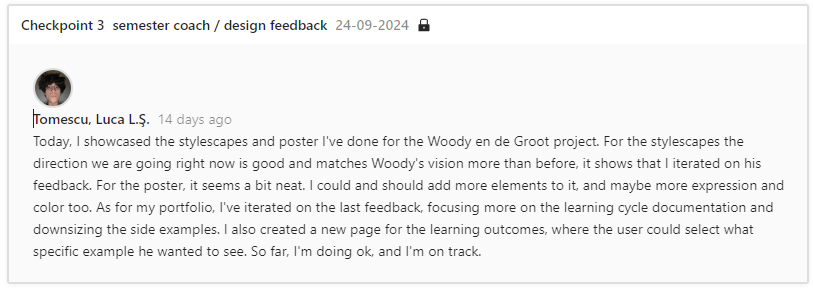 Checkpoint 3 semester coach / design feedback 24-09-2024
Tomescu, Luca L.Ş. 14 days ago
Today, I showcased the stylescapes and poster I've done for the Woody en de Groot project. For the stylescapes the
direction we are going right now is good and matches Woody's vision more than before, it shows that I iterated on his
feedback. For the poster, it seems a bit neat. I could and should add more elements to it, and maybe more expression and
color too. As for my portfolio, I've iterated on the last feedback, focusing more on the learning cycle documentation and
downsizing the side examples. I also created a new page for the learning outcomes, where the user could select what
specific example he wanted to see. So far, I'm doing ok, and I'm on track.